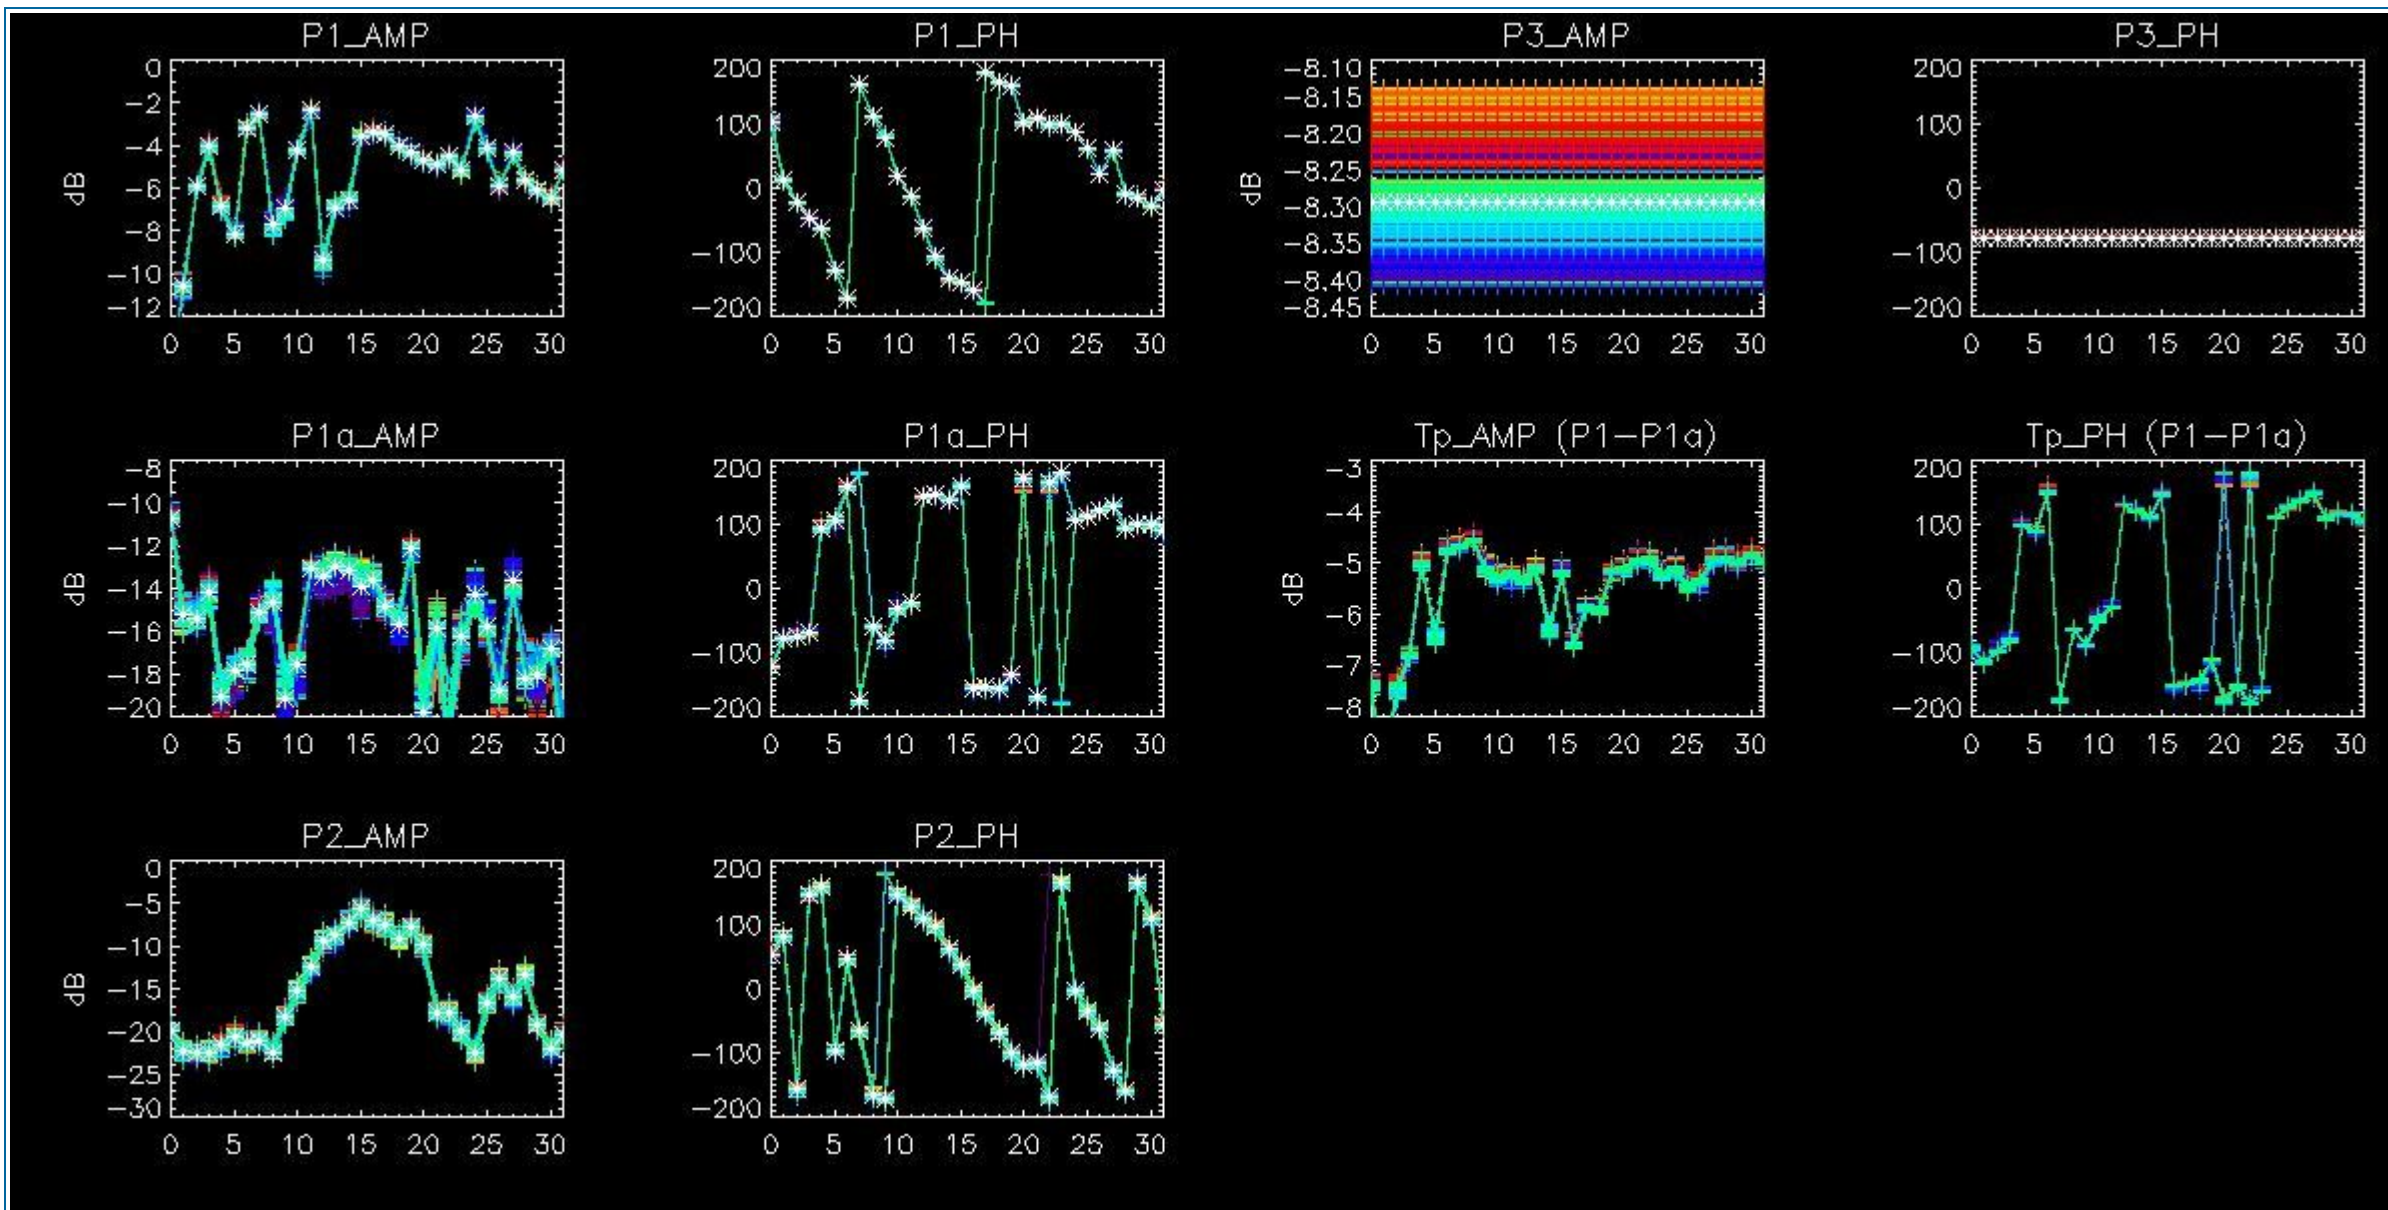 P1_AMP P1_PH P3_AMP P3_PH
0 200 -8.10 200
-2 -8.15
100 -8.20 100
-4
dB -6 0 dB -8.25 0
-8.30
-8 -100 -8.35 -100
-10 -8.40
-12 -200 -8.45 -200
0 5 10 15 20 25 30 0 5 10 15 20 25 30 0 5 10 15 20 25 30 0 5 10 15 20 25 30
P1a_AMP P1a_PH Tp_AMP (P1-P1a) Tp_PH (P1-P1a)
-8 200 -3 200
-10 100 -4 100
-12
dB -14 0 dB -5 0
-16 -6
-18 -100 -7 -100
-20 -200 -8 -200
0 5 10 15 20 25 30 0 5 10 15 20 25 30 0 5 10 15 20 25 30 0 5 10 15 20 25 30
P2_AMP P2_PH
0 200
-5
-10 100
dB -15 0
-20
-25 -100
-30 -200
0 5 10 15 20 25 30 0 5 10 15 20 25 30